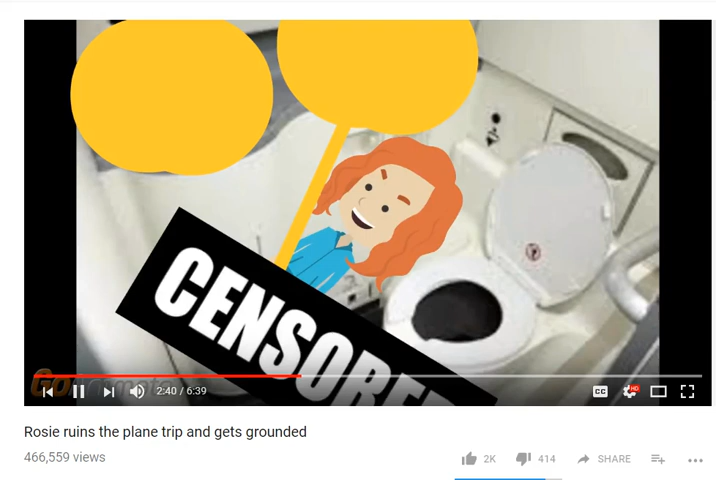 CENSORED
2:40 / 6:39
CC
HD
Rosie ruins the plane trip and gets grounded
466,559 views
2K
414
SHARE